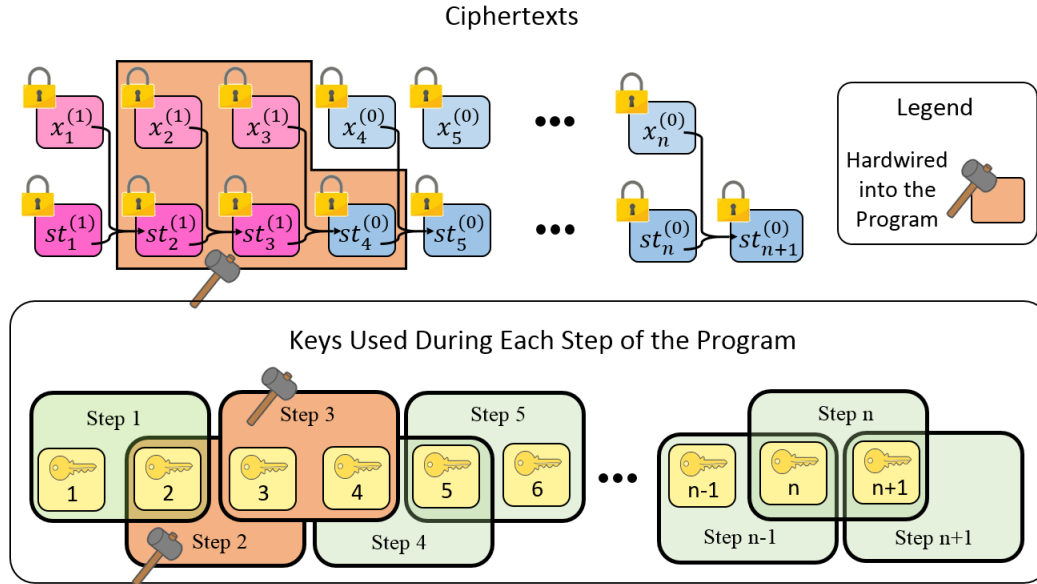 Ciphertexts
x_1^{(1)} x_2^{(1)} x_3^{(1)} x_4^{(0)} x_5^{(0)} ••• x_n^{(0)}
st_1^{(1)} st_2^{(1)} st_3^{(1)} st_4^{(0)} st_5^{(0)} ••• st_n^{(0)} st_{n+1}^{(0)}
Legend
Hardwired
into the
Program
Keys Used During Each Step of the Program
Step 1 Step 3 Step 5 Step n
1 2 3 4 5 6 ••• n-1 n n+1
Step 2 Step 4 Step n-1 Step n+1